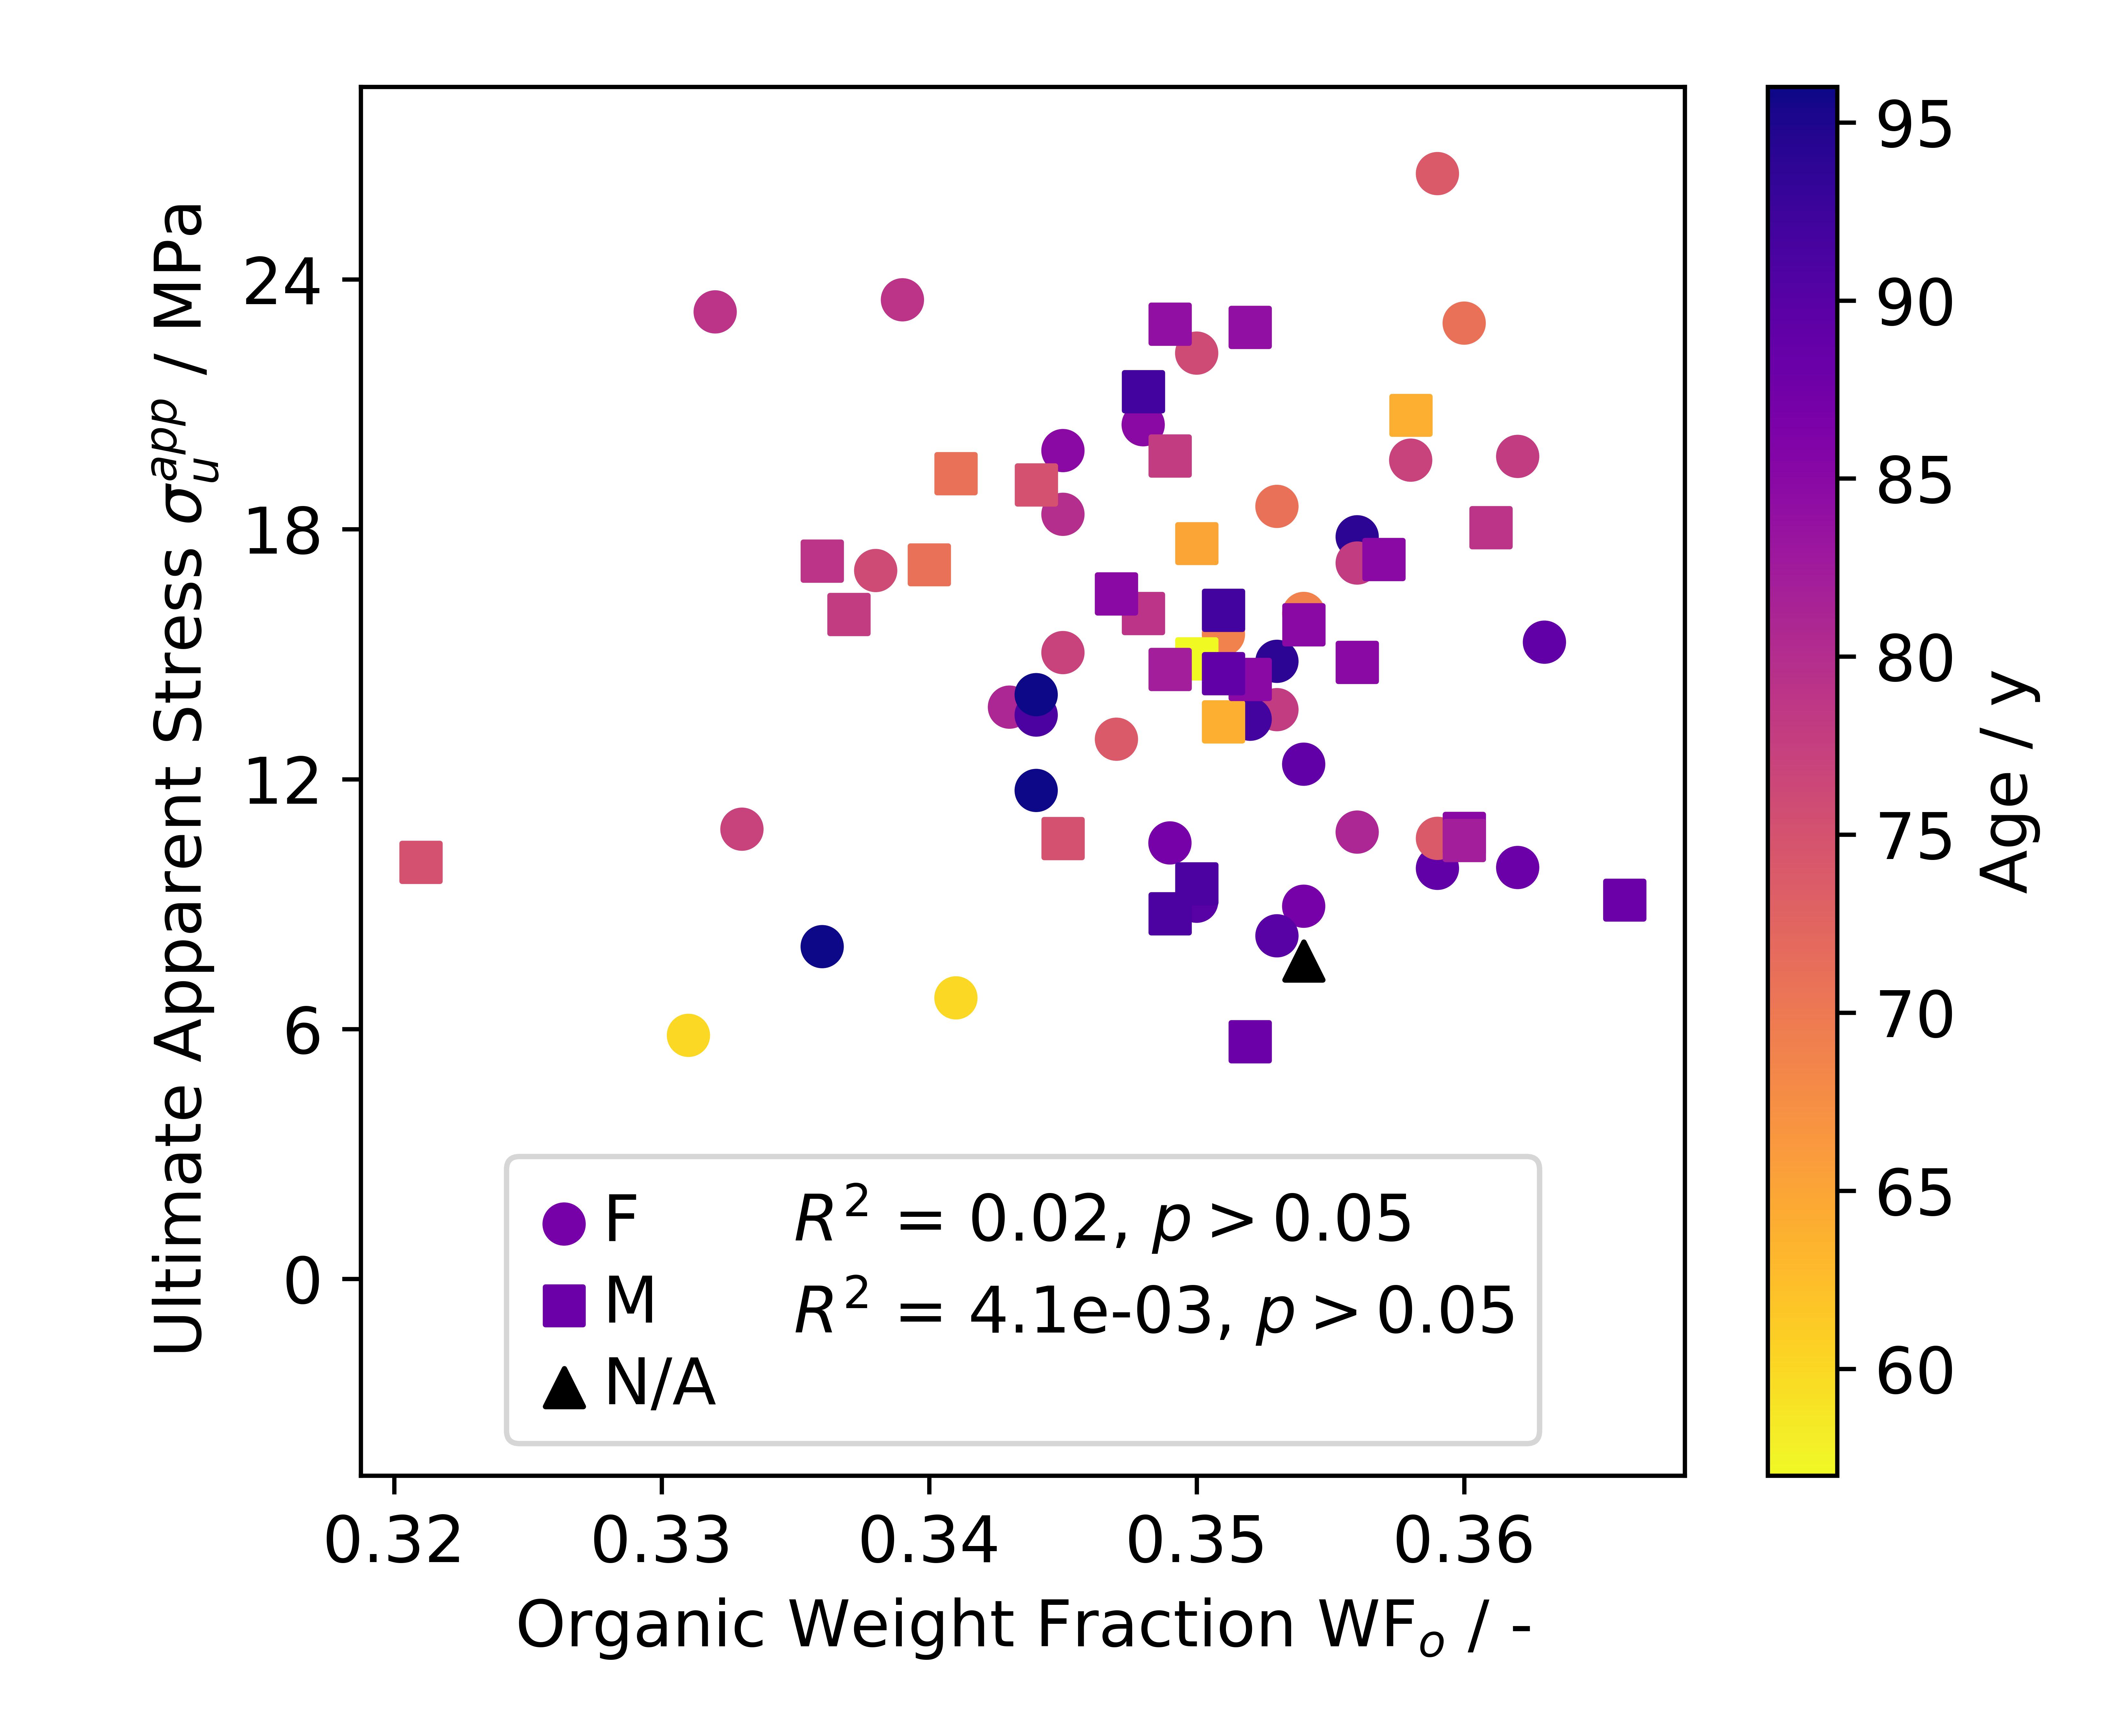 Ultimate Apparent Stress σ_u^app / MPa
24
18
12
6
0
F R² = 0.02, p > 0.05
M R² = 4.1e-03, p > 0.05
N/A
0.32 0.33 0.34 0.35 0.36
Organic Weight Fraction WFₒ / -
95
90
85
80
75
70
65
60
Age / y